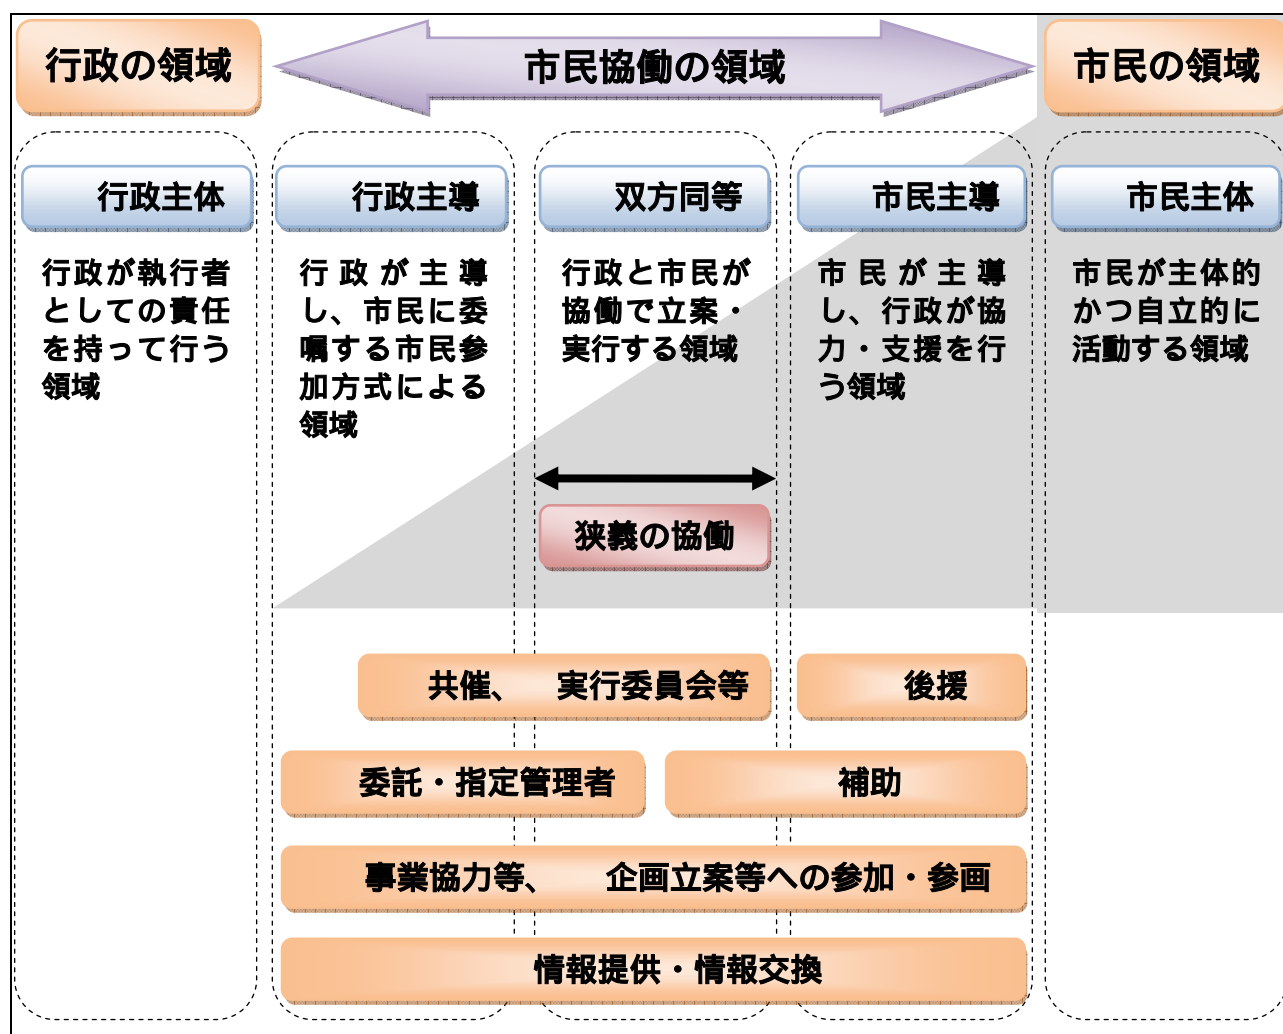 行政の領域
市民協働の領域
市民の領域
行政主体
行政主導
双方同等
市民主導
市民主体
行政が執行者
としての責任
を持って行う
領域
行政が主導
し、市民に委
嘱する市民参
加方式による
領域
行政と市民が
協働で立案・
実行する領域
市民が主導
し、行政が協
力・支援を行
う領域
市民が主体的
かつ自立的に
活動する領域
狭義の協働
共催、 実行委員会等
後援
委託・指定管理者
補助
事業協力等、 企画立案等への参加・参画
情報提供・情報交換